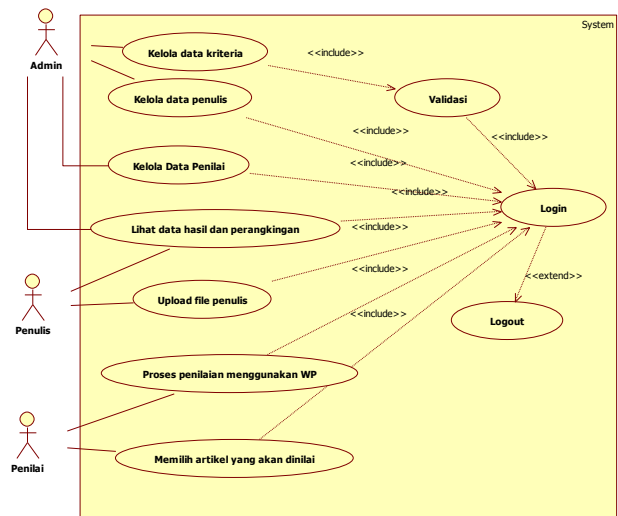 System
Admin
Kelola data kriteria
<<include>>
Kelola data penulis
Validasi
<<include>>
<<include>>
Kelola Data Penilai
<<include>>
<<include>>
Login
Lihat data hasil dan perangkingan
<<include>>
<<include>>
<<extend>>
Penulis
Upload file penulis
<<include>>
Logout
Proses penilaian menggunakan WP
Penilai
Memilih artikel yang akan dinilai